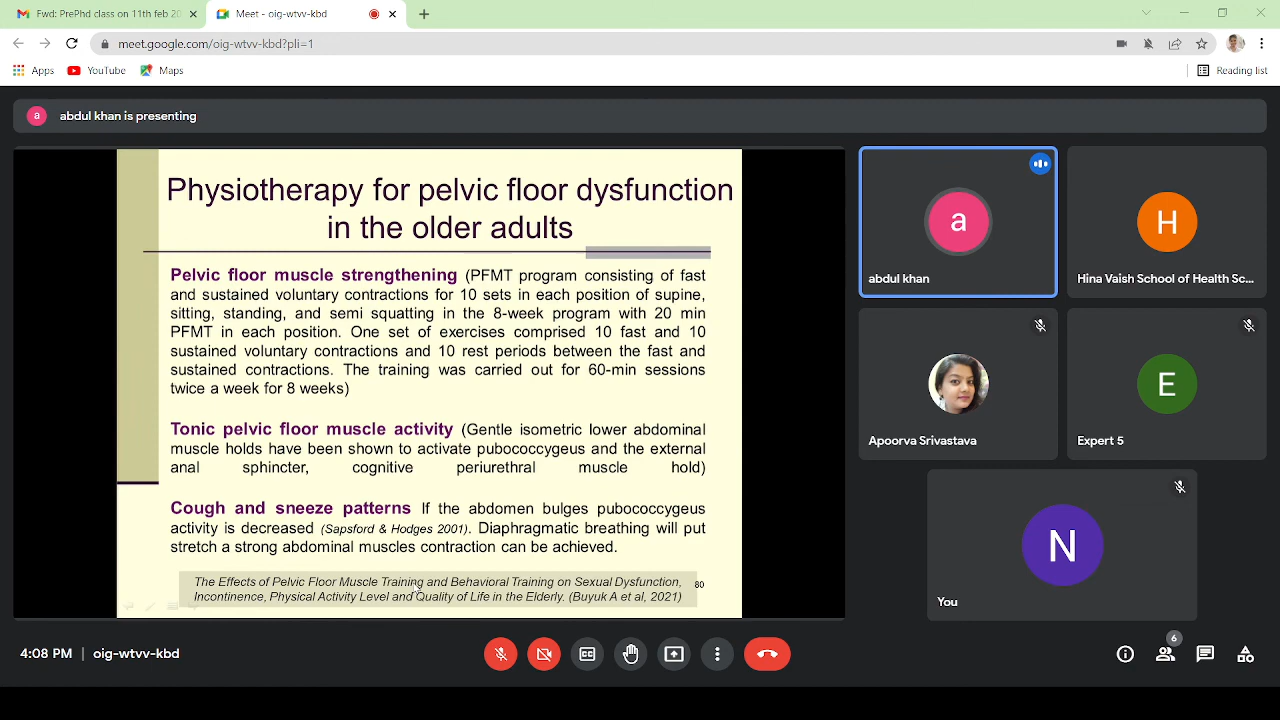 Fwd: PrePhd class on 11th feb 20
Meet - oig-wtvv-kbd
meet.google.com/oig-wtvv-kbd?pli=1
Apps
YouTube
Maps
Reading list
a
abdul khan is presenting
Physiotherapy for pelvic floor dysfunction
in the older adults
Pelvic floor muscle strengthening (PFMT program consisting of fast
and sustained voluntary contractions for 10 sets in each position of supine,
sitting, standing, and semi squatting in the 8-week program with 20 min
PFMT in each position. One set of exercises comprised 10 fast and 10
sustained voluntary contractions and 10 rest periods between the fast and
sustained contractions. The training was carried out for 60-min sessions
twice a week for 8 weeks)
Tonic pelvic floor muscle activity (Gentle isometric lower abdominal
muscle holds have been shown to activate pubococcygeus and the external
anal sphincter, cognitive periurethral muscle hold)
Cough and sneeze patterns If the abdomen bulges pubococcygeus
activity is decreased (Sapsford & Hodges 2001). Diaphragmatic breathing will put
stretch a strong abdominal muscles contraction can be achieved.
The Effects of Pelvic Floor Muscle Training and Behavioral Training on Sexual Dysfunction,
Incontinence, Physical Activity Level and Quality of Life in the Elderly. (Buyuk A et al, 2021)
80
a
abdul khan
H
Hina Vaish School of Health Sc...
Apoorva Srivastava
E
Expert 5
N
You
4:08 PM | oig-wtvv-kbd
CC
6